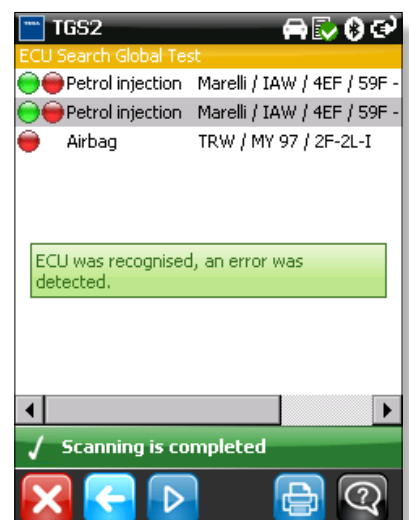 TEXA TGS2
ECU Search Global Test
Petrol injection Marelli / IAW / 4EF / 59F -
Petrol injection Marelli / IAW / 4EF / 59F -
Airbag TRW / MY 97 / 2F-2L-I
ECU was recognised, an error was
detected.
Scanning is completed